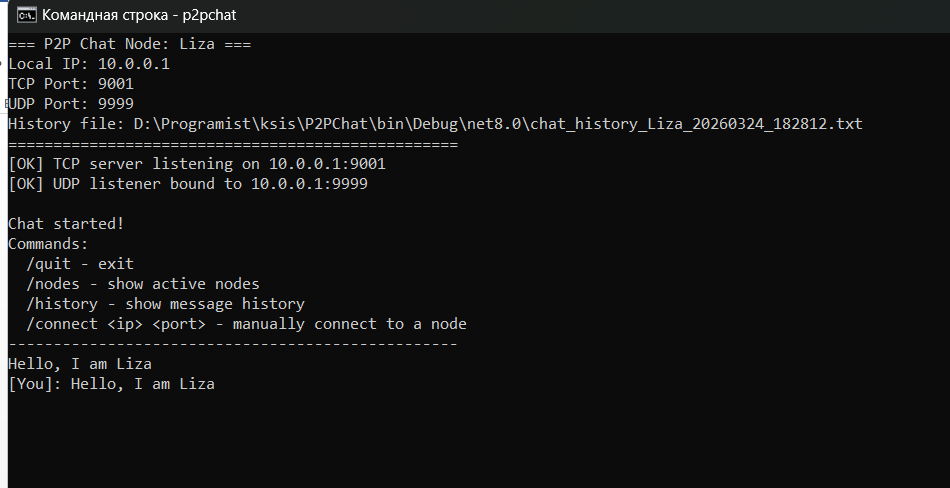 Командная строка - p2pchat
=== P2P Chat Node: Liza ===
Local IP: 10.0.0.1
TCP Port: 9001
UDP Port: 9999
History file: D:\Programist\ksis\P2PChat\bin\Debug\net8.0\chat_history_Liza_20260324_182812.txt
==================================================
[OK] TCP server listening on 10.0.0.1:9001
[OK] UDP listener bound to 10.0.0.1:9999
Chat started!
Commands:
/quit - exit
/nodes - show active nodes
/history - show message history
/connect <ip> <port> - manually connect to a node
--------------------------------------------------
Hello, I am Liza
[You]: Hello, I am Liza